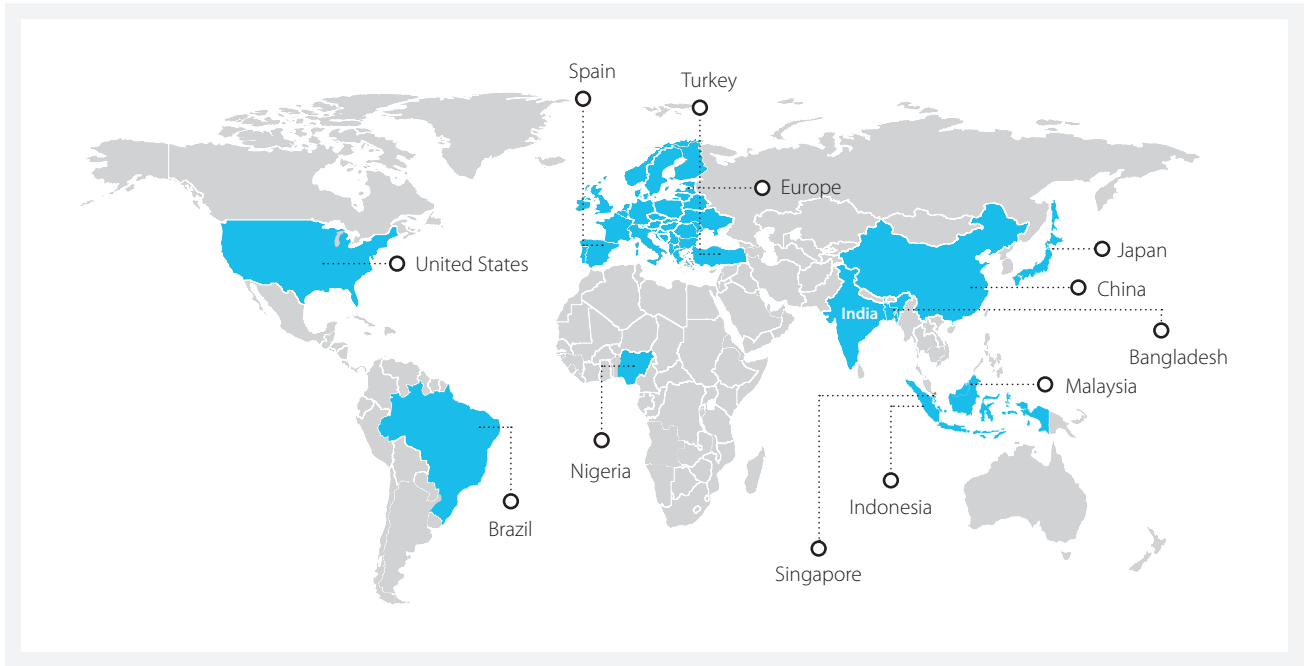 Spain
Turkey
Europe
United States
Japan
China
India
Bangladesh
Malaysia
Nigeria
Indonesia
Brazil
Singapore